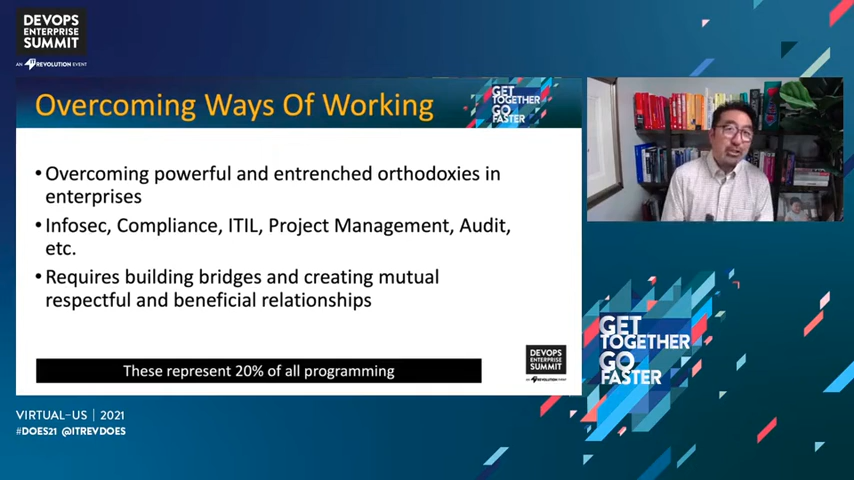 DEVOPS
ENTERPRISE
SUMMIT
AN IT REVOLUTION EVENT
Overcoming Ways Of Working
GET
TOGETHER
GO
FASTER
•Overcoming powerful and entrenched orthodoxies in
enterprises
•Infosec, Compliance, ITIL, Project Management, Audit,
etc.
•Requires building bridges and creating mutual
respectful and beneficial relationships
These represent 20% of all programming
DEVOPS
ENTERPRISE
SUMMIT
GET
TOGETHER
GO
FASTER
VIRTUAL-US | 2021
#DOES21 @ITREVDOES